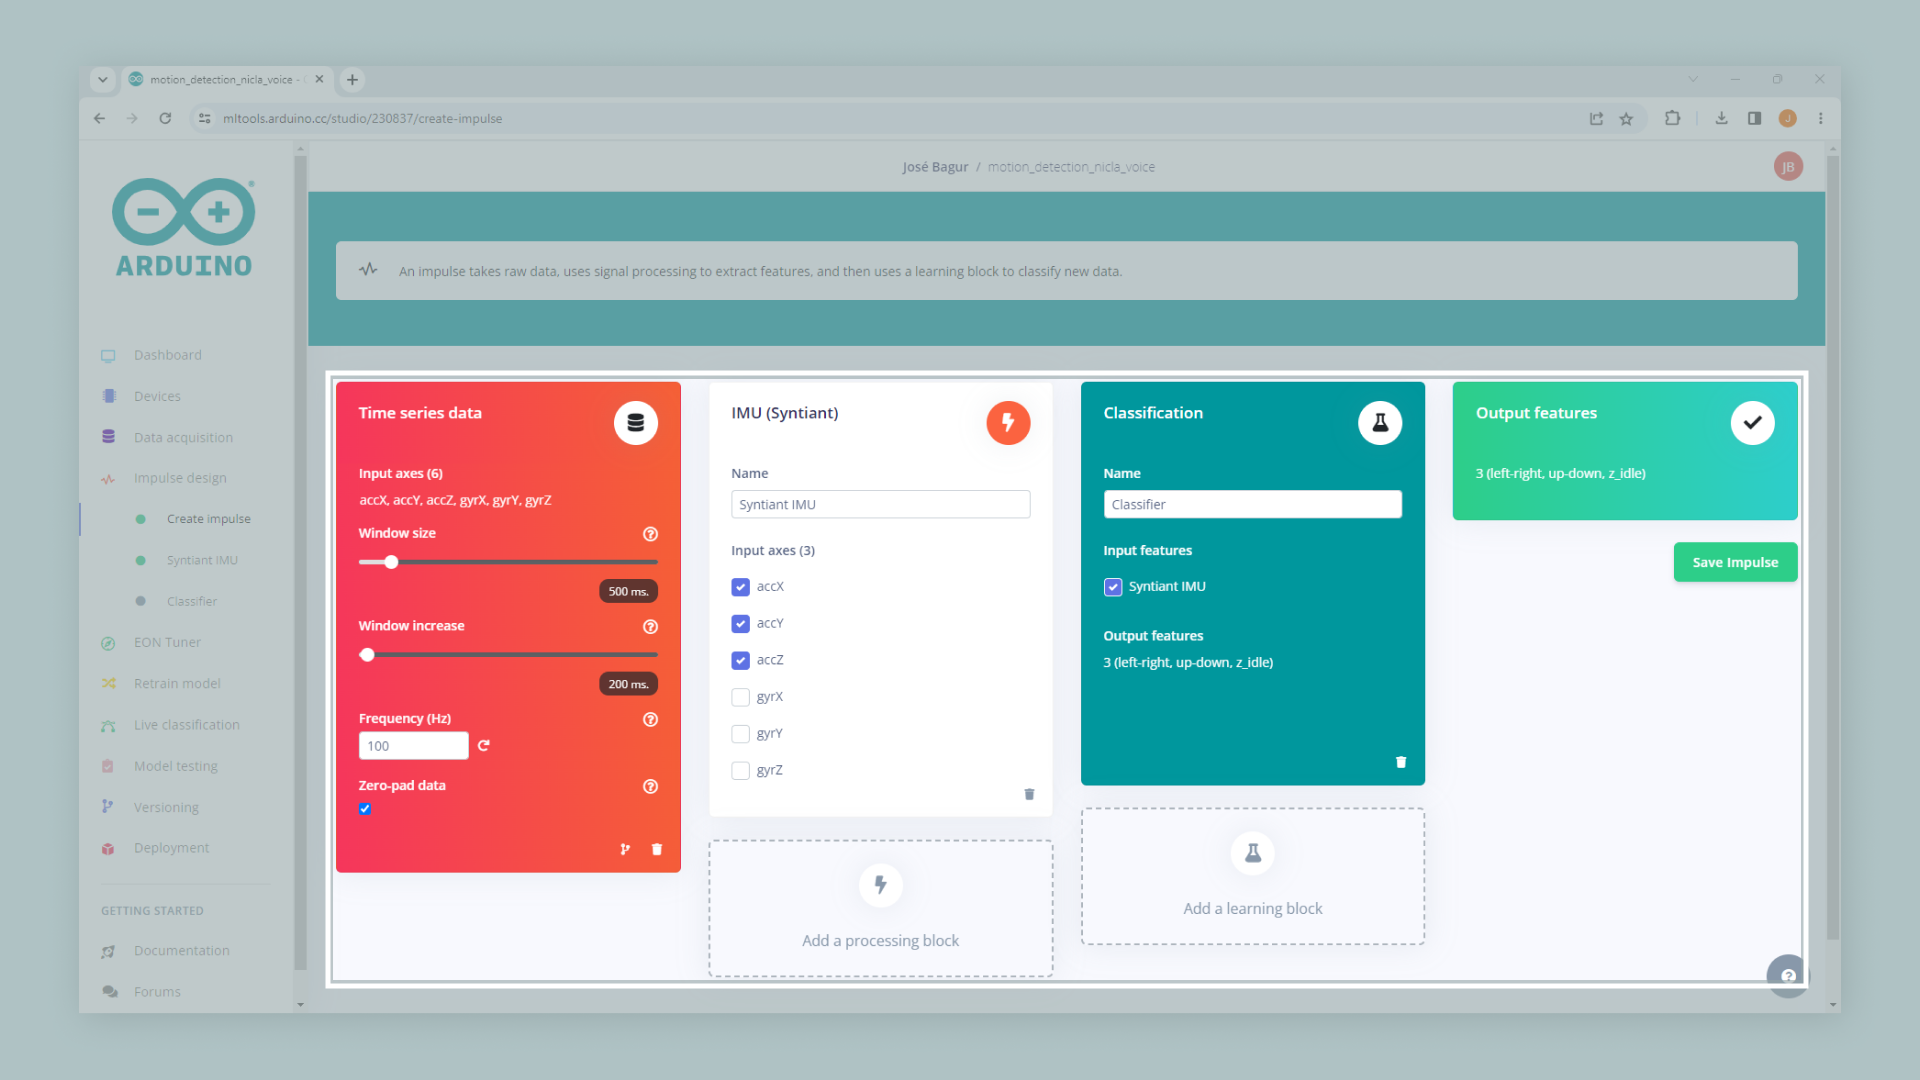 motion_detection_nicla_voice -
mltools.arduino.cc/studio/230837/create-impulse
J
ARDUINO
Dashboard
Devices
Data acquisition
Impulse design
Create impulse
Syntiant IMU
Classifier
EON Tuner
Retrain model
Live classification
Model testing
Versioning
Deployment
GETTING STARTED
Documentation
Forums
José Bagur / motion_detection_nicla_voice
JB
An impulse takes raw data, uses signal processing to extract features, and then uses a learning block to classify new data.
Time series data
Input axes (6)
accX, accY, accZ, gyrX, gyrY, gyrZ
Window size
500 ms.
Window increase
200 ms.
Frequency (Hz)
100
Zero-pad data
IMU (Syntiant)
Name
Syntiant IMU
Input axes (3)
accX
accY
accZ
gyrX
gyrY
gyrZ
Add a processing block
Classification
Name
Classifier
Input features
Syntiant IMU
Output features
3 (left-right, up-down, z_idle)
Add a learning block
Output features
3 (left-right, up-down, z_idle)
Save Impulse